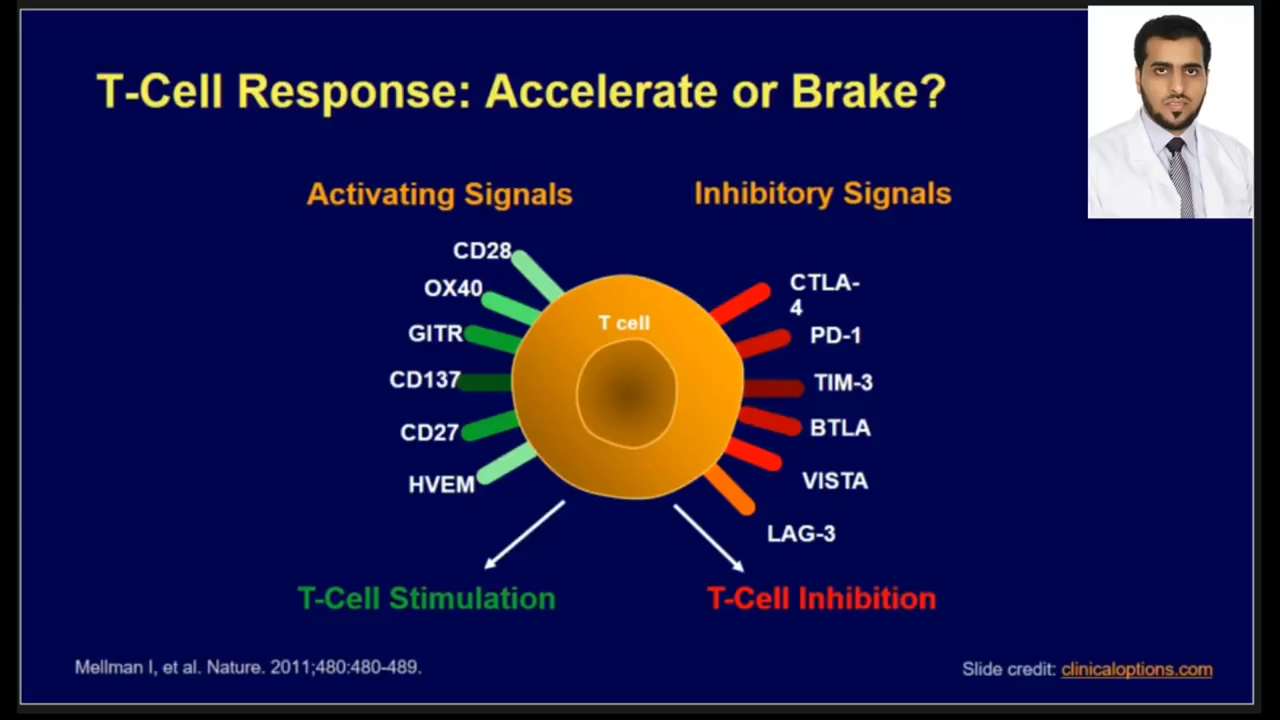 T-Cell Response: Accelerate or Brake?
Activating Signals
Inhibitory Signals
CD28
OX40
GITR
CD137
CD27
HVEM
T cell
CTLA-
4
PD-1
TIM-3
BTLA
VISTA
LAG-3
T-Cell Stimulation
T-Cell Inhibition
Mellman I, et al. Nature. 2011;480:480-489.
Slide credit: clinicaloptions.com